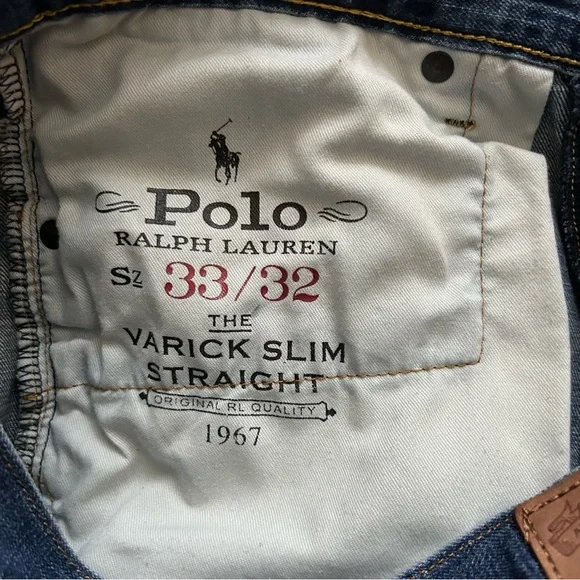 Polo
RALPH LAUREN
Sz 33/32
THE
VARICK SLIM
STRAIGHT
ORIGINAL RL QUALITY
1967